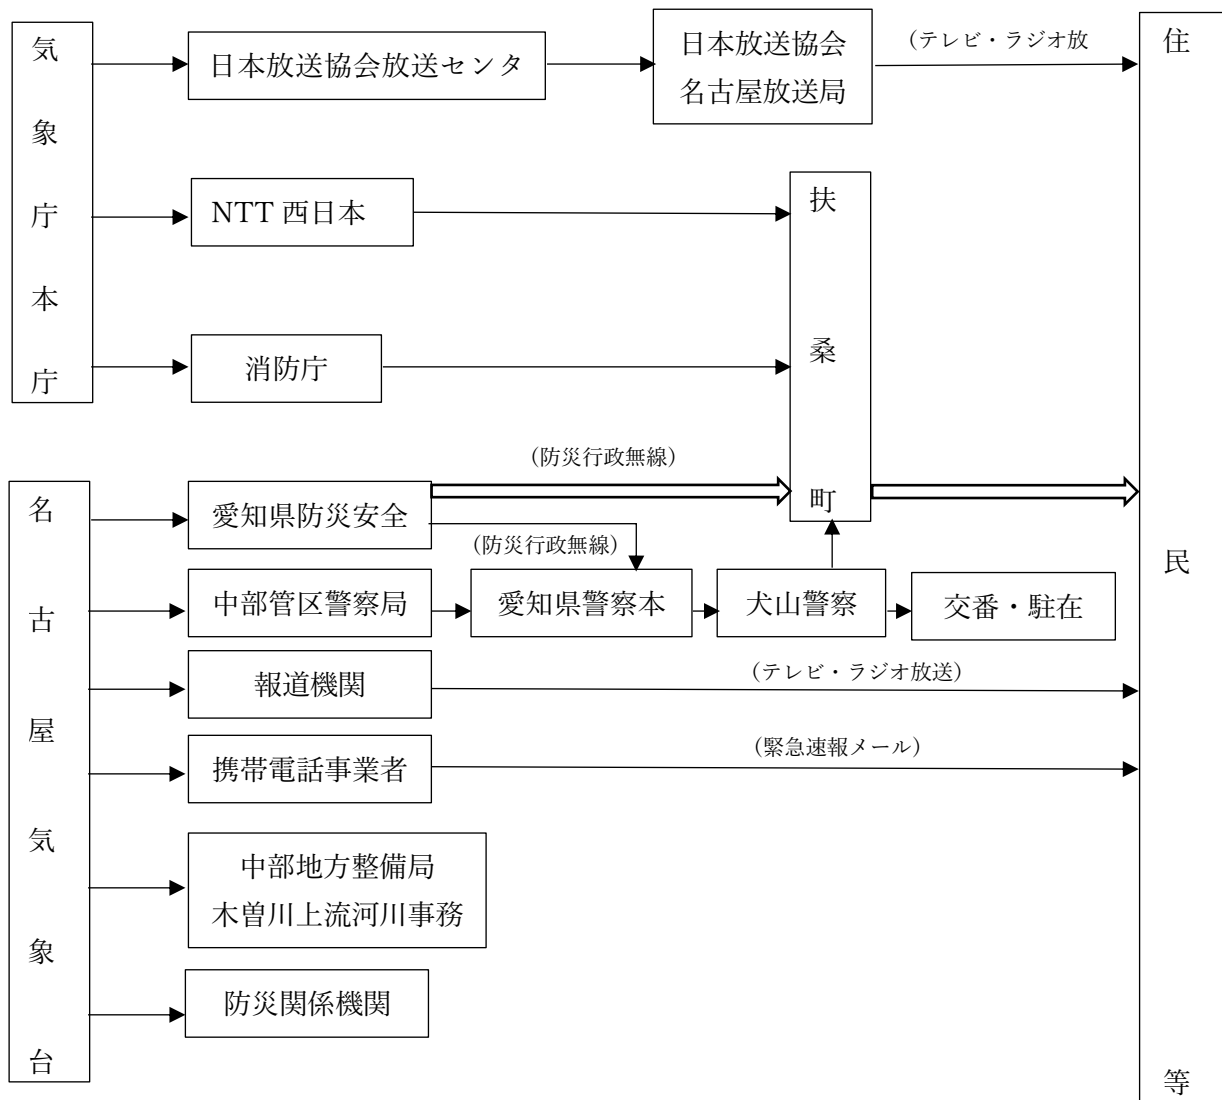 気象庁本庁
日本放送協会放送センタ
日本放送協会
名古屋放送局
(テレビ・ラジオ放
住民等
NTT 西日本
扶桑町
消防庁
(防災行政無線)
名古屋気象台
愛知県防災安全
(防災行政無線)
中部管区警察局
愛知県警察本
犬山警察
交番・駐在
報道機関
(テレビ・ラジオ放送)
携帯電話事業者
(緊急速報メール)
中部地方整備局
木曽川上流河川事務
防災関係機関